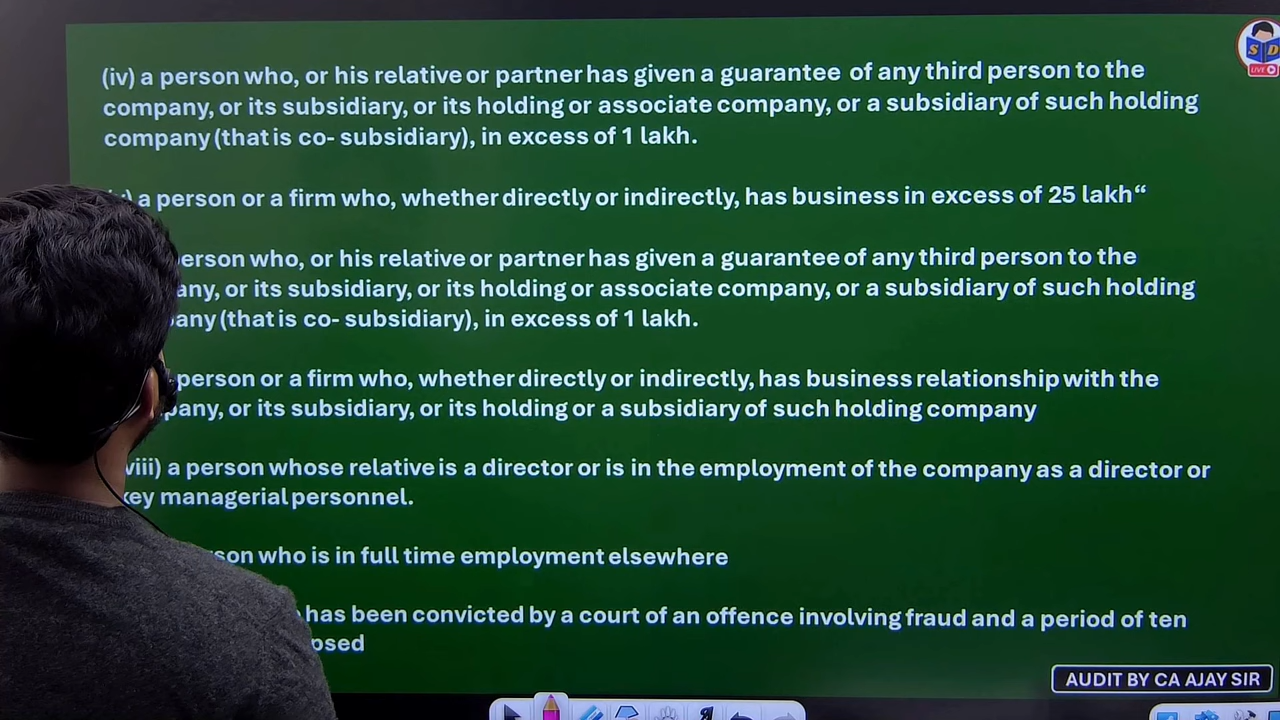 (iv) a person who, or his relative or partner has given a guarantee of any third person to the
company, or its subsidiary, or its holding or associate company, or a subsidiary of such holding
company (that is co- subsidiary), in excess of 1 lakh.
a person or a firm who, whether directly or indirectly, has business in excess of 25 lakh“
who, or his relative or partner has given a guarantee of any third person to the
or its subsidiary, or its holding or associate company, or a subsidiary of such holding
(that is co- subsidiary), in excess of 1 lakh.
person or a firm who, whether directly or indirectly, has business relationship with the
or its subsidiary, or its holding or a subsidiary of such holding company
viii) a person whose relative is a director or is in the employment of the company as a director or
key managerial personnel.
who is in full time employment elsewhere
has been convicted by a court of an offence involving fraud and a period of ten
AUDIT BY CA AJAY SIR
S D
LIVE